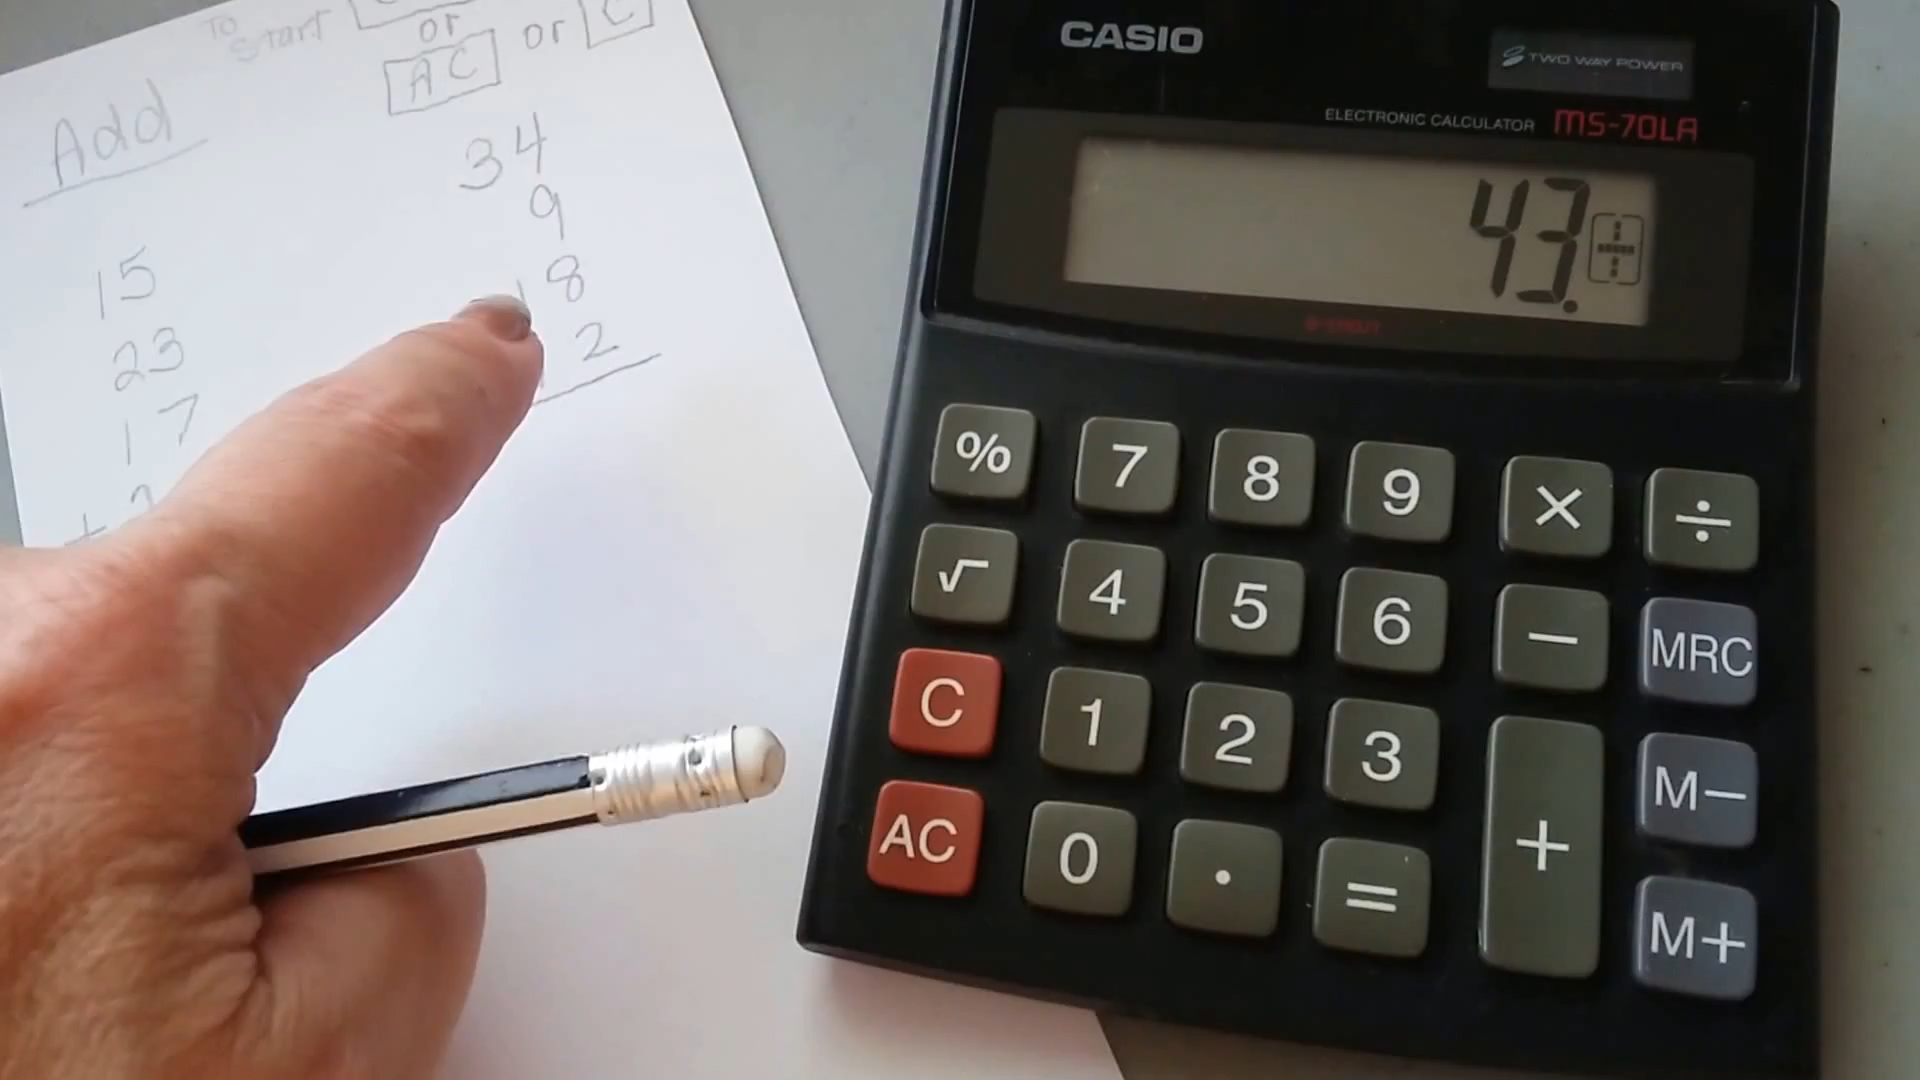 To
Start
or
AC or C
Add
34
9
18
2
15
23
17
+
CASIO
TWO WAY POWER
ELECTRONIC CALCULATOR MS-70LA
43.
% 7 8 9 × ÷
√ 4 5 6 − MRC
C 1 2 3 + M−
AC 0 . = M+